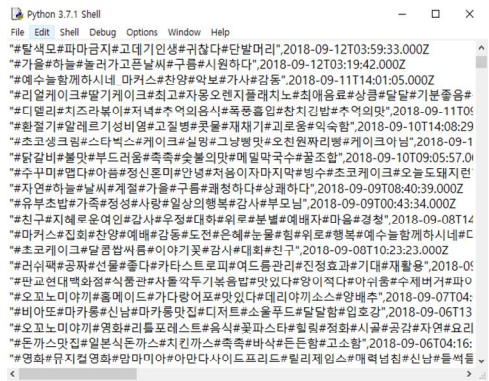 Python 3.7.1 Shell
File Edit Shell Debug Options Window Help
"#탈색모#파마금지#고데기인생#귀찮다#단발머리",2018-09-12T03:59:33.000Z
"#가을#하늘#놀러가고픈날씨#구름#시원하다",2018-09-12T03:19:42.000Z
"#예수늘함께하시네 마커스#찬양#악보#가사#감동",2018-09-11T14:01:05.000Z
"#리얼케이크#딸기케이크#최고#자몽오렌지플래치노#최애음료#상큼#달달#기분좋음#
"#디델리#치즈라볶이#저녁#추억의음식#폭풍흡입#참치김밥#추억의맛",2018-09-11T09
"#환절기#알레르기성비염#고질병#콧물#재채기#괴로움#익숙함",2018-09-10T14:08:29
"#초코생크림#스타벅스#케이크#실망#그냥빵맛#오천원짜리빵#케이크아님",2018-09-1
"#닭갈비#불맛#부드러움#촉촉#숯불의맛#메밀막국수#꿀조합",2018-09-10T09:05:57.0
"#수꾸미#맵다#아픔#정신혼미#안녕#처음이자마지막#빙수#초코케이크#오늘도돼지런
"#자연#하늘#날씨#계절#가을#구름#쾌청하다#상쾌하다",2018-09-09T08:40:39.000Z
"#유부초밥#가족#정성#사랑#일상의행복#감사#부모님",2018-09-09T00:43:34.000Z
"#친구#지혜로운여인#감사#우정#대화#위로#분별#예배자#마음#경청",2018-09-08T14
"#마커스#집회#찬양#예배#감동#도전#은혜#눈물#힘#위로#행복#예수늘함께하시네#
"#초코케이크#달콤쌉싸름#이야기꽃#감사#대화#친구",2018-09-08T10:23:23.000Z
"#러쉬팩#공짜#선물#좋다#카타스트로피#여드름관리#진정효과#기대#재활용",2018-09
"#판교현대백화점#식품관#사돌깍두기볶음밥#맛있다#양이적다#아쉬움#수제버거#파이
"#오꼬노미야끼#홈메이드#가다랑어포#맛있다#데리야끼소스#양배추",2018-09-07T04:
"#비아또#마카롱#신남#마카롱맛집#디저트#소울푸드#달달함#입호강",2018-09-06T13
"#오꼬노미야끼#영화#리틀포레스트#음식#꽃파스타#힐링#정화#시골#공감#자연#요리
"#돈까스맛집#일본식돈까스#치킨까스#촉촉#바삭#든든함#고소함",2018-09-06T04:16:
"#영화#뮤지컬영화#맘마미아#아만다사이드프리드#릴리제임스#매력넘침#신남#들썩들